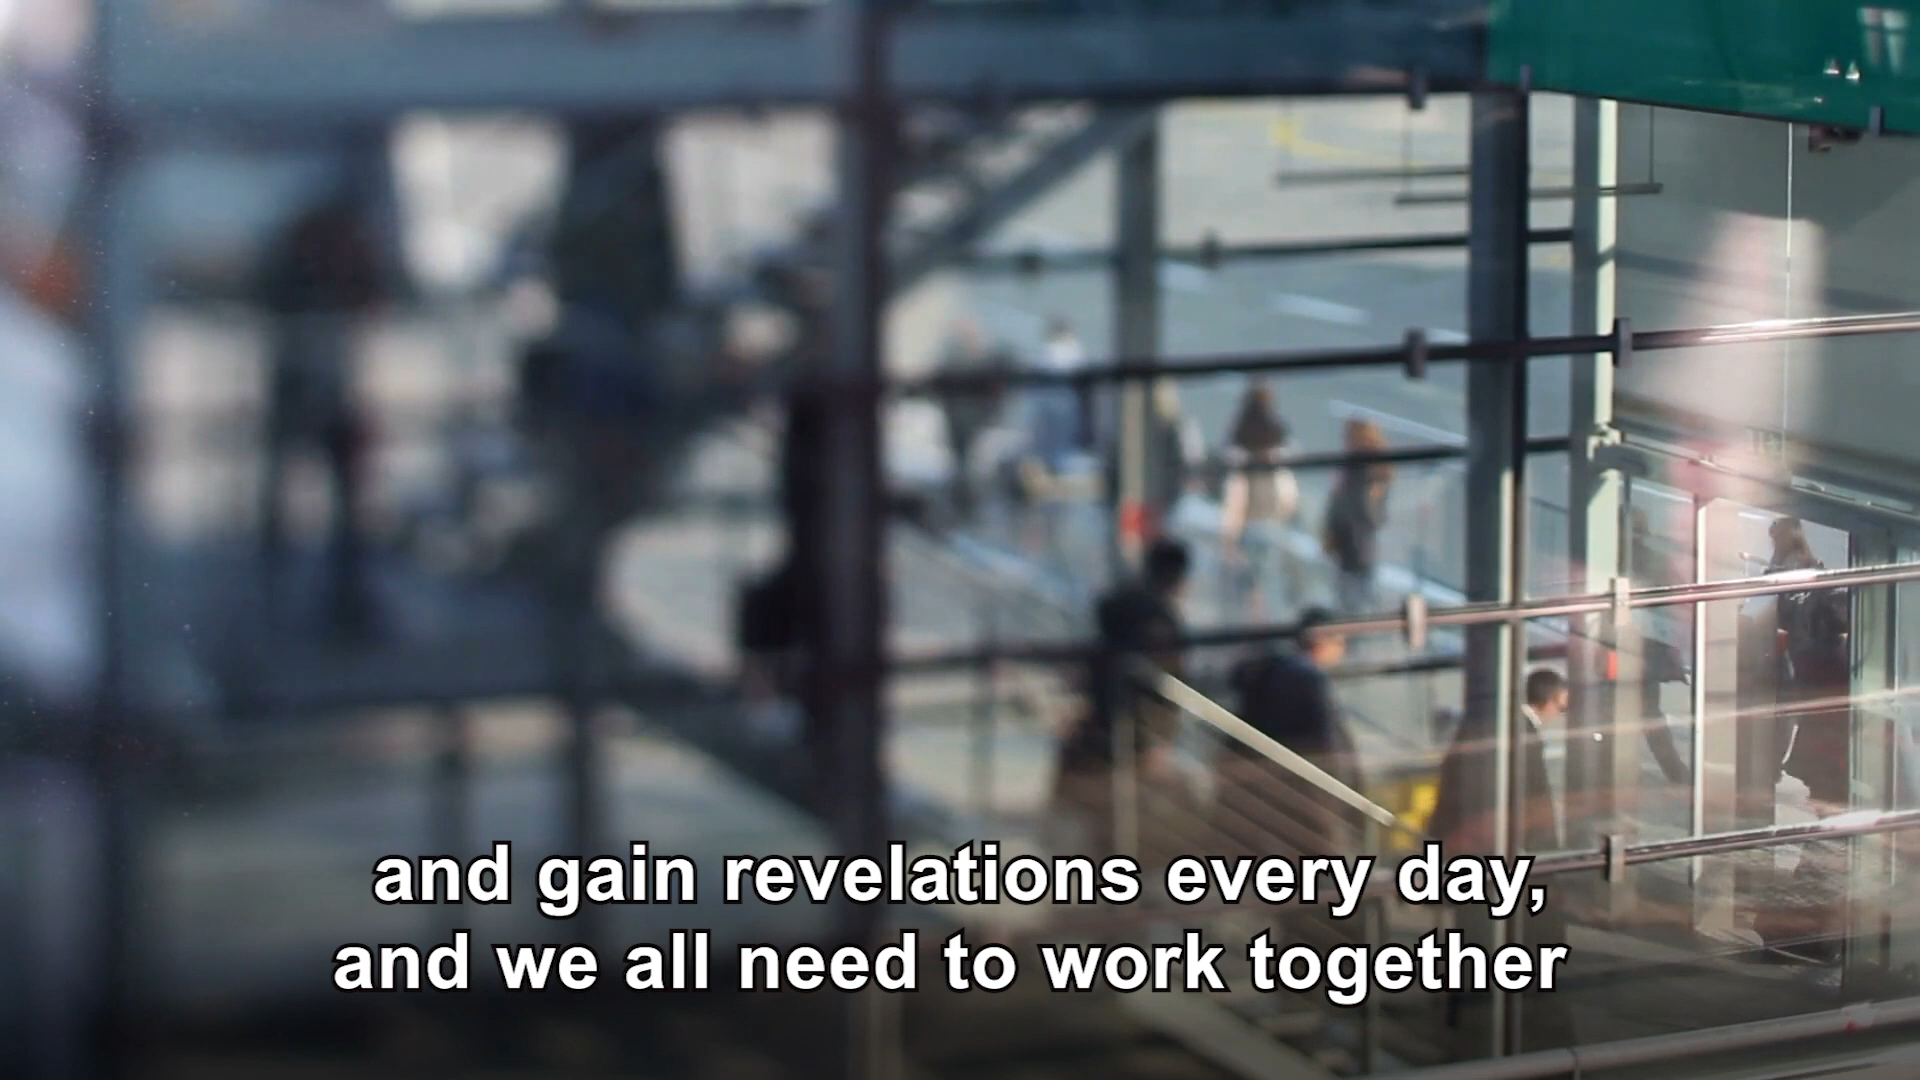 and gain revelations every day,
and we all need to work together